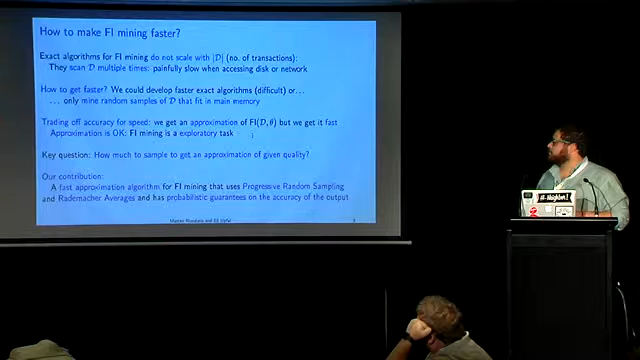 How to make FI mining faster?
Exact algorithms for FI mining do not scale with |D| (no. of transactions):
They scan D multiple times: painfully slow when accessing disk or network
How to get faster? We could develop faster exact algorithms (difficult) or...
... only mine random samples of D that fit in main memory
Trading off accuracy for speed: we get an approximation of FI(D, θ) but we get it fast
Approximation is OK: FI mining is a exploratory task
Key question: How much to sample to get an approximation of given quality?
Our contribution:
A fast approximation algorithm for FI mining that uses Progressive Random Sampling
and Rademacher Averages and has probabilistic guarantees on the accuracy of the output
Matteo Riondato and Eli Upfal